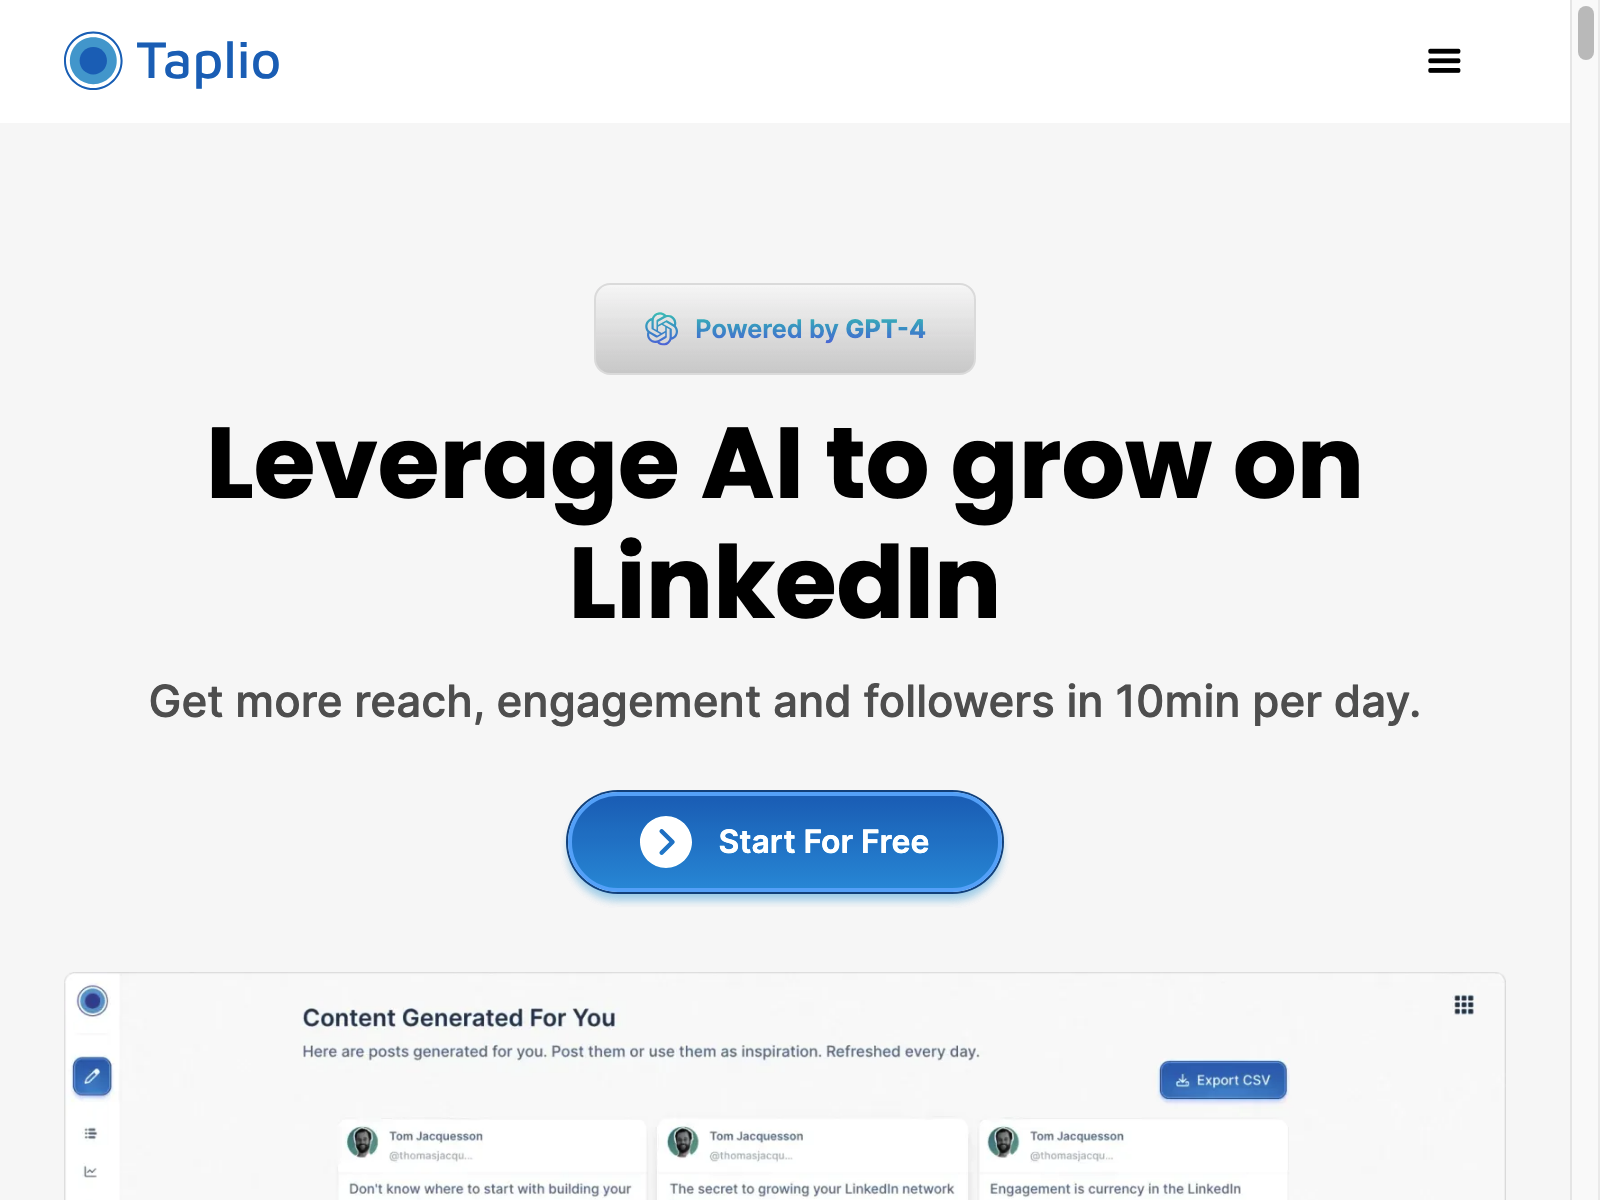 Taplio
Powered by GPT-4
Leverage AI to grow on
LinkedIn
Get more reach, engagement and followers in 10min per day.
Start For Free
Content Generated For You
Here are posts generated for you. Post them or use them as inspiration. Refreshed every day.
Export CSV
Tom Jacquesson
@thomasjacqu...
Don't know where to start with building your
Tom Jacquesson
@thomasjacqu...
The secret to growing your LinkedIn network
Tom Jacquesson
@thomasjacqu...
Engagement is currency in the LinkedIn